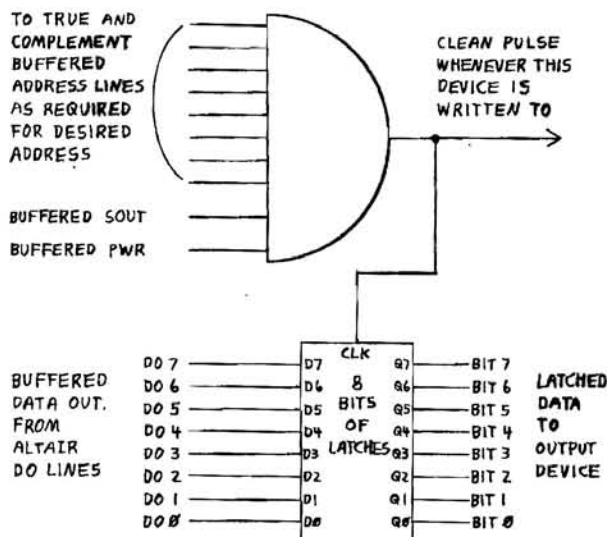 TO TRUE AND
COMPLEMENT
BUFFERED
ADDRESS LINES
AS REQUIRED
FOR DESIRED
ADDRESS
BUFFERED SOUT
BUFFERED PWR
CLEAN PULSE
WHENEVER THIS
DEVICE IS
WRITTEN TO
BUFFERED
DATA OUT.
FROM
ALTAIR
DO LINES
DO 7
DO 6
DO 5
DO 4
DO 3
DO 2
DO 1
DO 0
CLK
8
BITS
OF
LATCHES
D7
D6
D5
D4
D3
D2
D1
D0
Q7
Q6
Q5
Q4
Q3
Q2
Q1
Q0
BIT 7
BIT 6
BIT 5
BIT 4
BIT 3
BIT 2
BIT 1
BIT 0
LATCHED
DATA
TO
OUTPUT
DEVICE